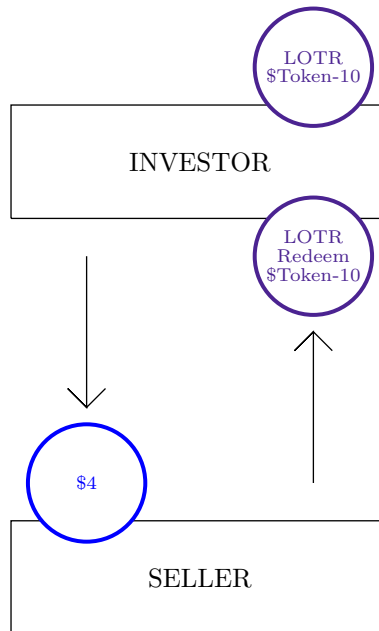 LOTR
$Token-10
INVESTOR
LOTR
Redeem
$Token-10
$4
SELLER